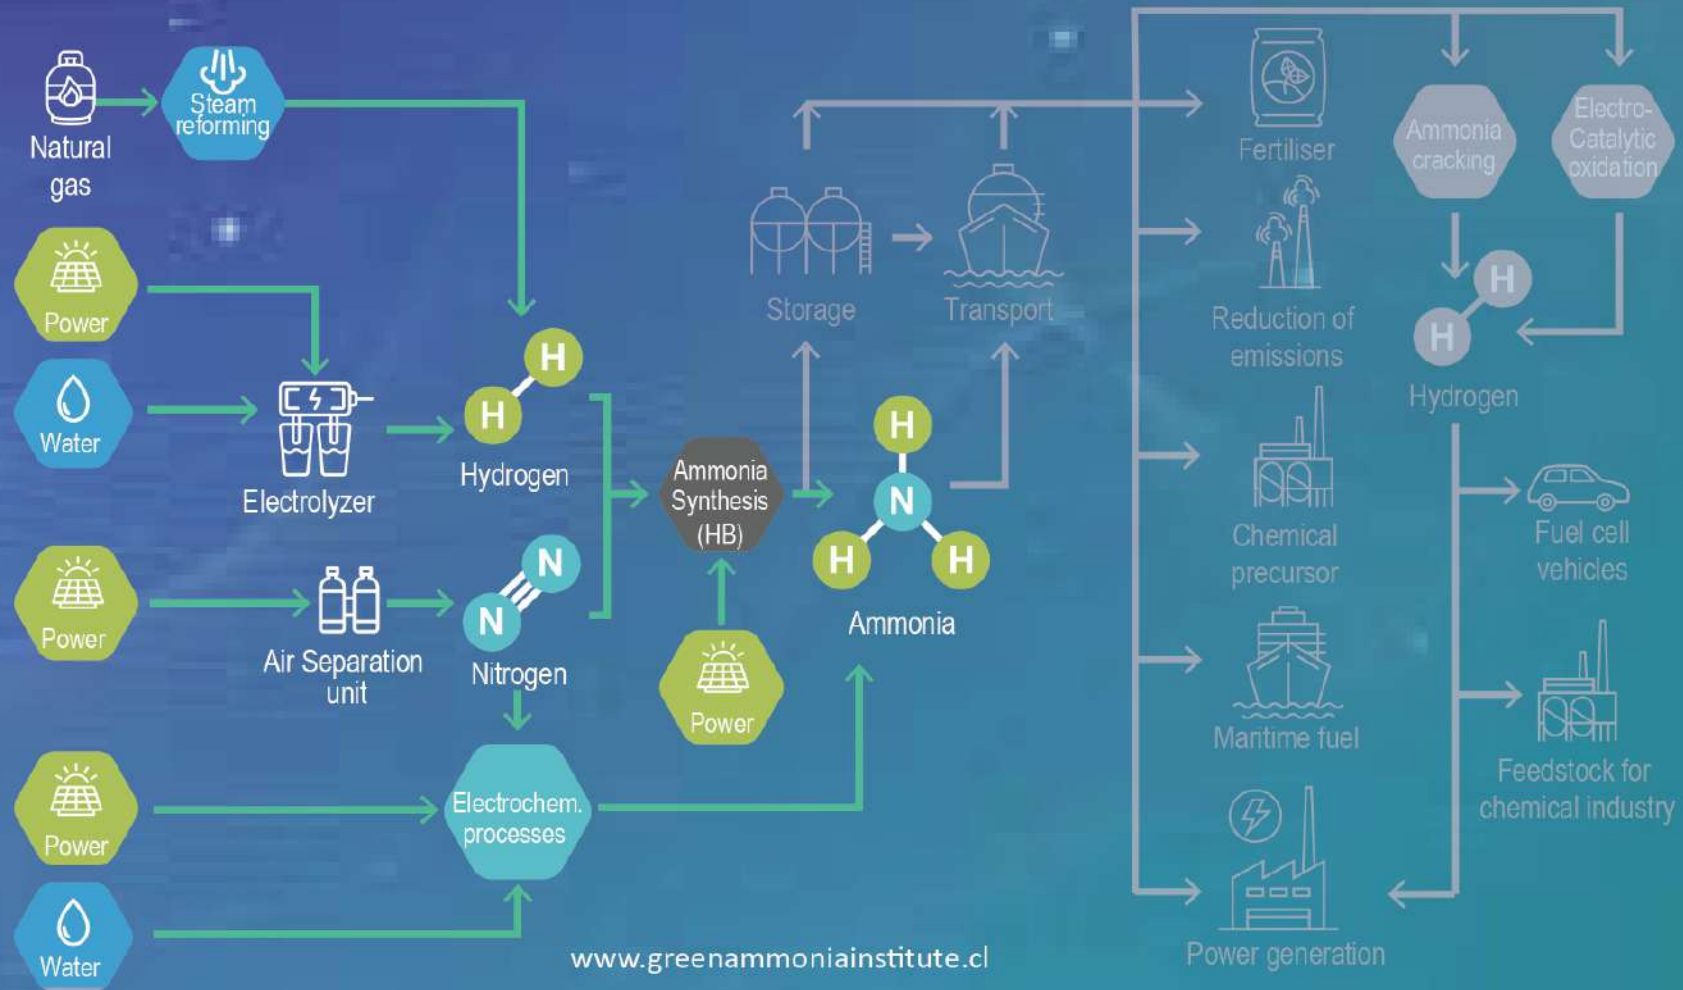 Natural
gas
Steam
reforming
Power
Water
Electrolyzer
H
H
Hydrogen
Power
Air Separation
unit
N
N
Nitrogen
Power
Water
Electrochem.
processes
Ammonia
Synthesis
(HB)
Power
H
N
H
H
Ammonia
Storage
Transport
Fertiliser
Reduction of
emissions
Chemical
precursor
Maritime fuel
Power generation
Ammonia
cracking
Electro-
Catalytic
oxidation
H
H
Hydrogen
Fuel cell
vehicles
Feedstock for
chemical industry
www.greenammoniainstitute.cl